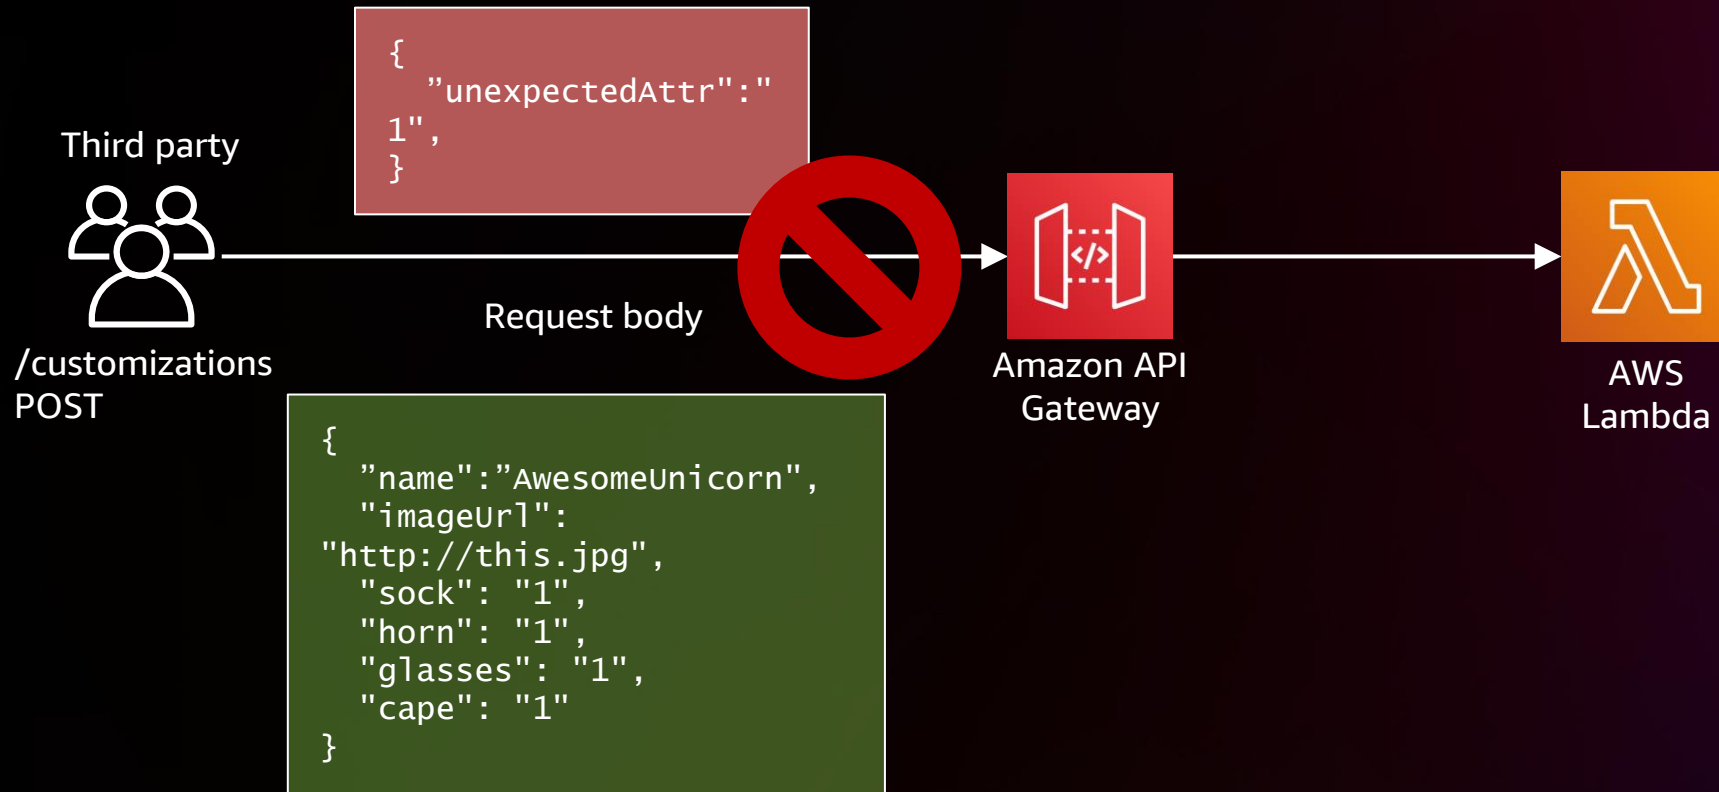 {
”unexpectedAttr":"
1",
}
Third party
/customizations
POST
Request body
{
”name":”AwesomeUnicorn",
"imageUrl":
"http://this.jpg",
"sock": "1",
"horn": "1",
"glasses": "1",
"cape": "1"
}
</>
Amazon API
Gateway
AWS
Lambda